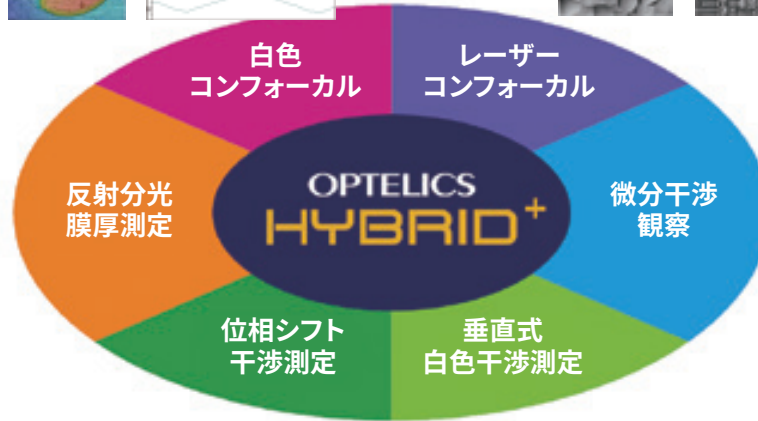 白色
コンフォーカル
レーザー
コンフォーカル
反射分光
膜厚測定
OPTELICS
HYBRID+
微分干渉
観察
位相シフト
干渉測定
垂直式
白色干渉測定